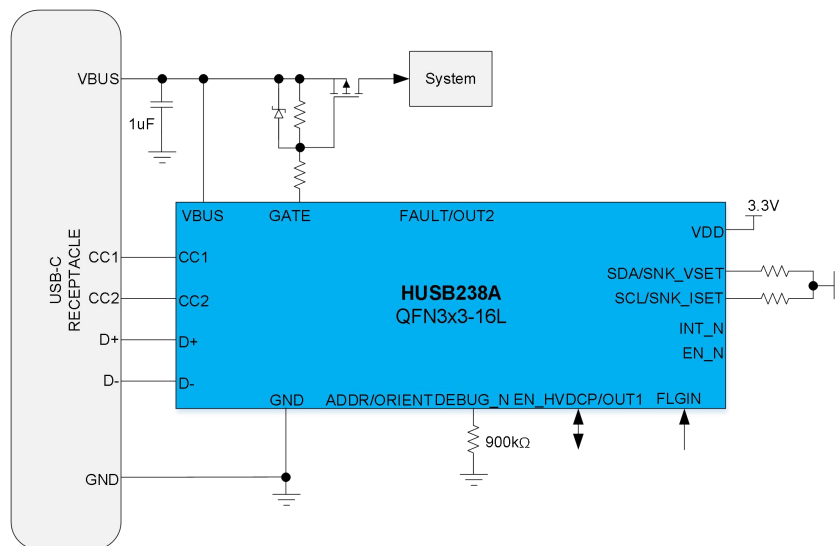 VBUS
System
1uF
VBUS
GATE
FAULT/OUT2
3.3V
VDD
CC1
CC1
SDA/SNK_VSET
USB-C
RECEPTACLE
CC2
CC2
HUSB238A
SCL/SNK_ISET
QFN3x3-16L
INT_N
D+
D+
EN_N
D-
D-
GND
ADDR/ORIENT
DEBUG_N
EN_HVDCP/OUT1
FLGIN
900kΩ
GND